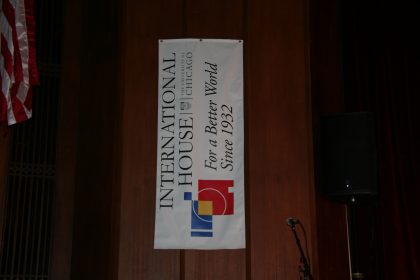 INTERNATIONAL
HOUSE
THE UNIVERSITY OF
CHICAGO
For a Better World
Since 1932